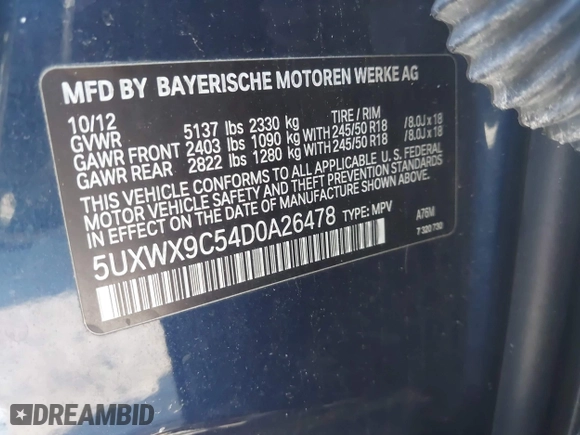 MFD BY BAYERISCHE MOTOREN WERKE AG
10/12 TIRE / RIM
GVWR 5137 lbs 2330 kg
GAWR FRONT 2403 lbs 1090 kg WITH 245/50 R18 / 8.0J x 18
GAWR REAR 2822 lbs 1280 kg WITH 245/50 R18 / 8.0J x 18
THIS VEHICLE CONFORMS TO ALL APPLICABLE U.S. FEDERAL
MOTOR VEHICLE SAFETY AND THEFT PREVENTION STANDARDS
IN EFFECT ON THE DATE OF MANUFACTURE SHOWN ABOVE.
5UXWX9C54D0A26478 TYPE: MPV A76M
7 320 730
DREAMBID